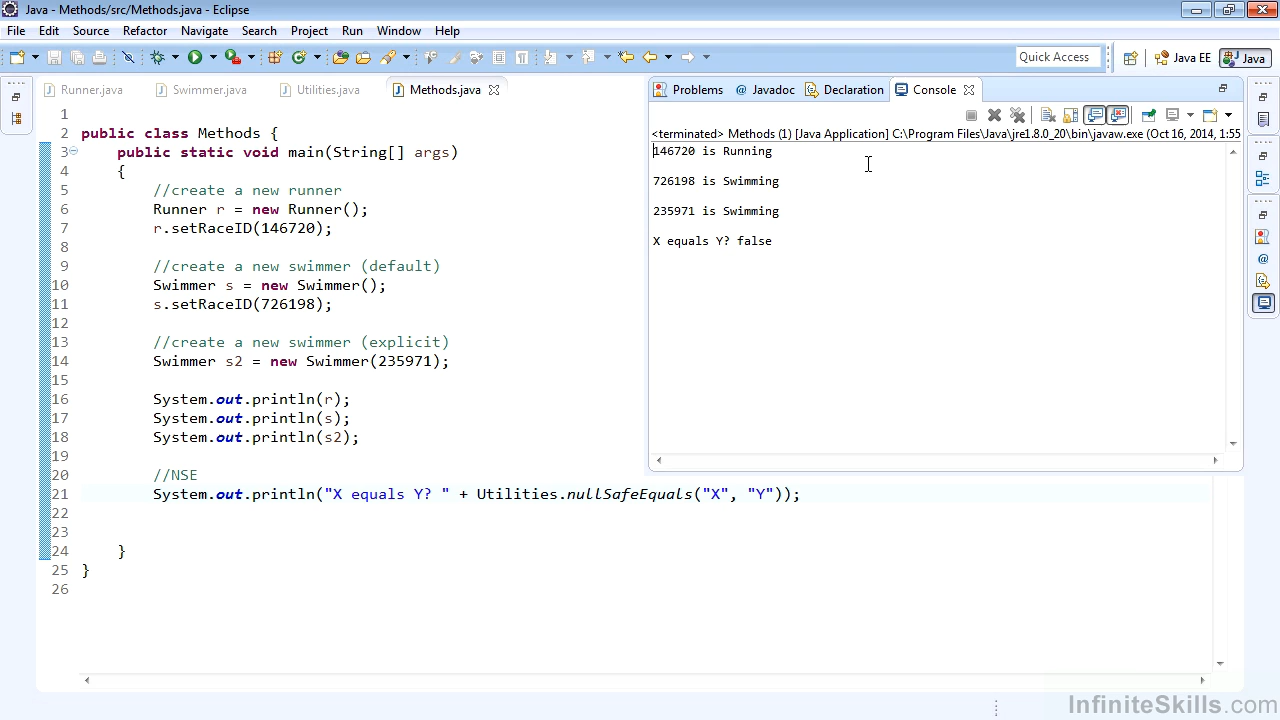 Java - Methods/src/Methods.java - Eclipse
File Edit Source Refactor Navigate Search Project Run Window Help
Quick Access Java EE Java
Runner.java Swimmer.java Utilities.java Methods.java
Problems @ Javadoc Declaration Console
<terminated> Methods (1) [Java Application] C:\Program Files\Java\jre1.8.0_20\bin\javaw.exe (Oct 16, 2014, 1:55
146720 is Running
726198 is Swimming
235971 is Swimming
X equals Y? false
1
2 public class Methods {
3 public static void main(String[] args)
4 {
5 //create a new runner
6 Runner r = new Runner();
7 r.setRaceID(146720);
8
9 //create a new swimmer (default)
10 Swimmer s = new Swimmer();
11 s.setRaceID(726198);
12
13 //create a new swimmer (explicit)
14 Swimmer s2 = new Swimmer(235971);
15
16 System.out.println(r);
17 System.out.println(s);
18 System.out.println(s2);
19
20 //NSE
21 System.out.println("X equals Y? " + Utilities.nullSafeEquals("X", "Y"));
22
23
24 }
25 }
26
InfiniteSkills.com